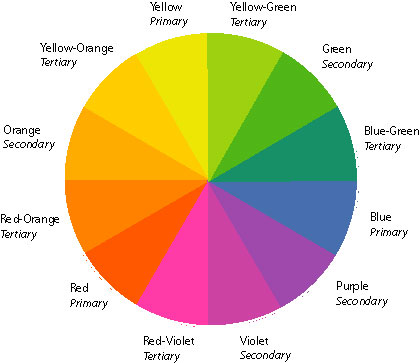 Yellow
Primary
Yellow-Green
Tertiary
Green
Secondary
Blue-Green
Tertiary
Blue
Primary
Purple
Secondary
Violet
Secondary
Red-Violet
Tertiary
Red
Primary
Red-Orange
Tertiary
Orange
Secondary
Yellow-Orange
Tertiary